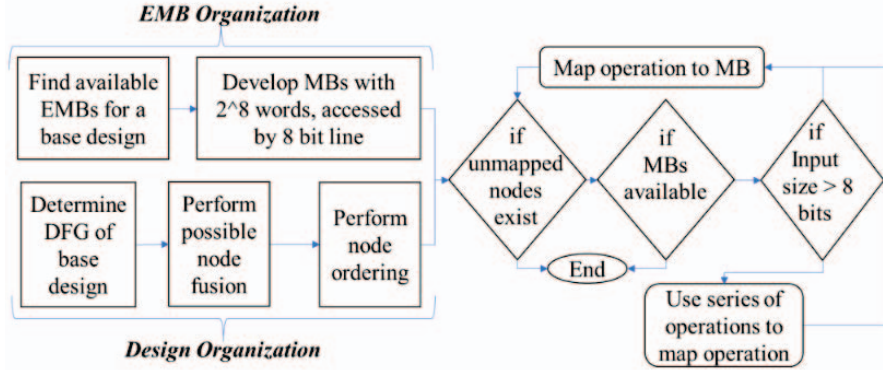 EMB Organization
Find available
EMBs for a
base design
Develop MBs with
2^8 words, accessed
by 8 bit line
Determine
DFG of
base
design
Perform
possible
node
fusion
Perform
node
ordering
Design Organization
Map operation to MB
if
unmapped
nodes
exist
if
MBs
available
if
Input
size > 8
bits
End
Use series of
operations to
map operation